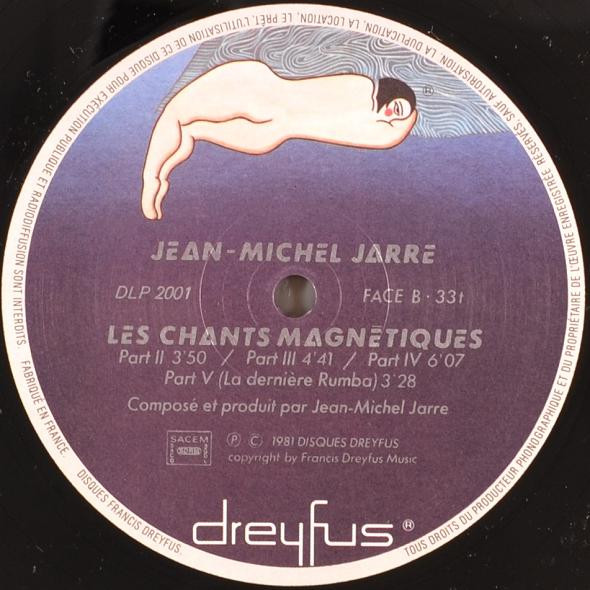 JEAN-MICHEL JARRE
DLP 2001
FACE B · 33t
LES CHANTS MAGNÉTIQUES
Part II 3'50 / Part III 4'41 / Part IV 6'07
Part V (La dernière Rumba) 3'28
Composé et produit par Jean-Michel Jarre
SACEM
Ⓟ © 1981 DISQUES DREYFUS
copyright by Francis Dreyfus Music
dreyfus®
TOUS DROITS DU PRODUCTEUR PHONOGRAPHIQUE ET DU PROPRIÉTAIRE DE L'ŒUVRE ENREGISTRÉE RÉSERVÉS, SAUF AUTORISATION, LA DUPLICATION, LA LOCATION, LE PRÊT, L'UTILISATION DE CE DISQUE POUR EXÉCUTION PUBLIQUE ET RADIODIFFUSION SONT INTERDITS.
FABRIQUÉ EN FRANCE.
DISQUES FRANCIS DREYFUS.